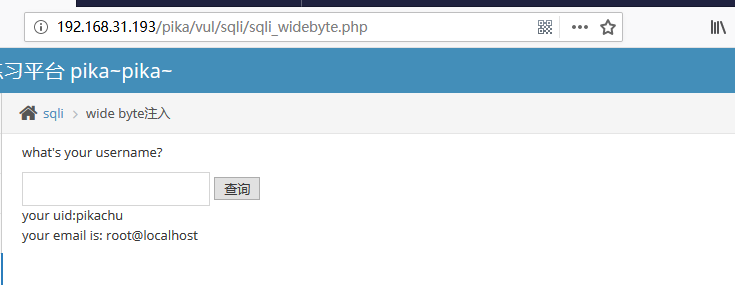 192.168.31.193/pika/vul/sqli/sqli_widebyte.php
习平台 pika~pika~
sqli > wide byte注入
what's your username?
查询
your uid:pikachu
your email is: root@localhost